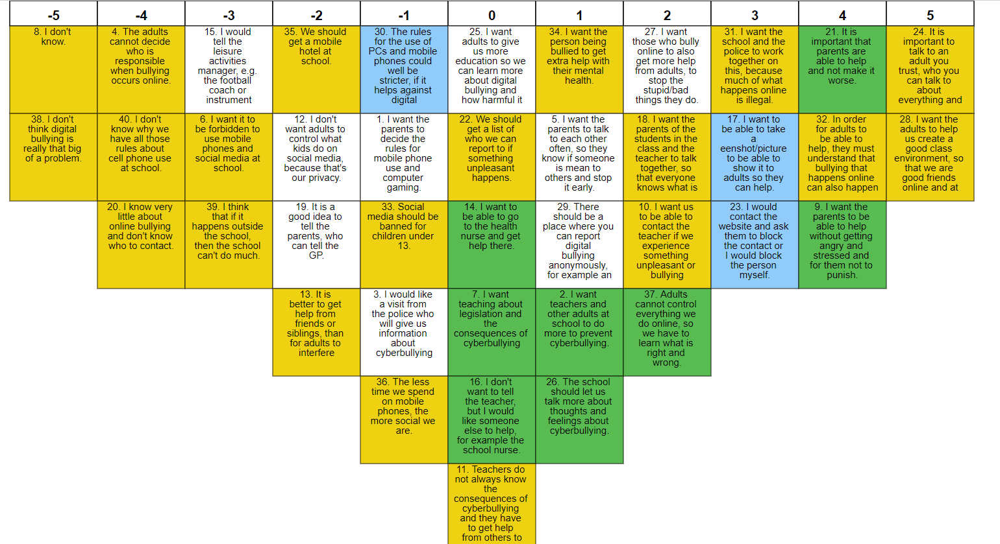 -5 -4 -3 -2 -1 0 1 2 3 4 5
8. I don't
know.
4. The adults
cannot decide
who is
responsible
when bullying
occurs online.
15. I would
tell the
leisure
activities
manager, e.g.
the football
coach or
instrument
35. We should
get a mobile
hotel at
school.
30. The rules
for the use of
PCs and mobile
phones could
well be
stricter, if it
helps against
digital
25. I want
adults to give
us more
education so we
can learn more
about digital
bullying and
how harmful it
34. I want the
person being
bullied to get
extra help with
their mental
health.
27. I want
those who bully
online to also
get more help
from adults, to
stop the
stupid/bad
things they do.
31. I want the
school and the
police to work
together on
this, because
much of what
happens online
is illegal.
21. It is
important that
parents are
able to help
and not make it
worse.
24. It is
important to
talk to an
adult you
trust, who you
can talk to
about
everything and
38. I don't
think digital
bullying is
really that big
of a problem.
40. I don't
know why we
have all those
rules about
cell phone use
at school.
6. I want it to
be forbidden to
use mobile
phones and
social media at
school.
12. I don't
want adults to
control what
kids do on
social media,
because that's
our privacy.
1. I want the
parents to
decide the
rules for
mobile phone
use and
computer
gaming.
22. We should
get a list of
who we can
report to if
something
unpleasant
happens.
5. I want the
parents to talk
to each other
often, so they
know if someone
is mean to
others and stop
it early.
18. I want the
parents of the
students in the
class and the
teacher to talk
together, so
that everyone
knows what is
17. I want to
be able to take
a
eenshot/picture
to be able to
show it to
adults so they
can help.
32. In order
for adults to
be able to
help, they must
understand that
bullying that
happens online
can also happen
28. I want the
adults to help
us create a
good class
environment, so
that we are
good friends
online and at
20. I know very
little about
online bullying
and don't know
who to contact.
39. I think
that if it
happens outside
the school,
then the school
can't do much.
19. It is a
good idea to
tell the
parents, who
can tell the
GP.
33. Social
media should be
banned for
children under
13.
14. I want to
be able to go
to the health
nurse and get
help there.
29. There
should be a
place where you
can report
digital
bullying
anonymously,
for example an
10. I want us
to be able to
contact the
teacher if we
experience
something
unpleasant or
bullying
23. I would
contact the
website and ask
them to block
the contact or
I would block
the person
myself.
9. I want the
parents to be
able to help
without getting
angry and
stressed and
for them not to
punish.
13. It is
better to get
help from
friends or
siblings, than
for adults to
interfere
3. I would like
a visit from
the police who
will give us
information
about
cyberbullying
7. I want
teaching about
legislation and
the
consequences of
cyberbullying
2. I want
teachers and
other adults at
school to do
more to prevent
cyberbullying.
37. Adults
cannot control
everything we
do online, so
we have to
learn what is
right and
wrong.
36. The less
time we spend
on mobile
phones, the
more social we
are.
16. I don't
want to tell
the teacher,
but I would
like someone
else to help,
for example the
school nurse.
26. The school
should let us
talk more about
thoughts and
feelings about
cyberbullying.
11. Teachers do
not always know
the
consequences of
cyberbullying
and they have
to get help
from others to